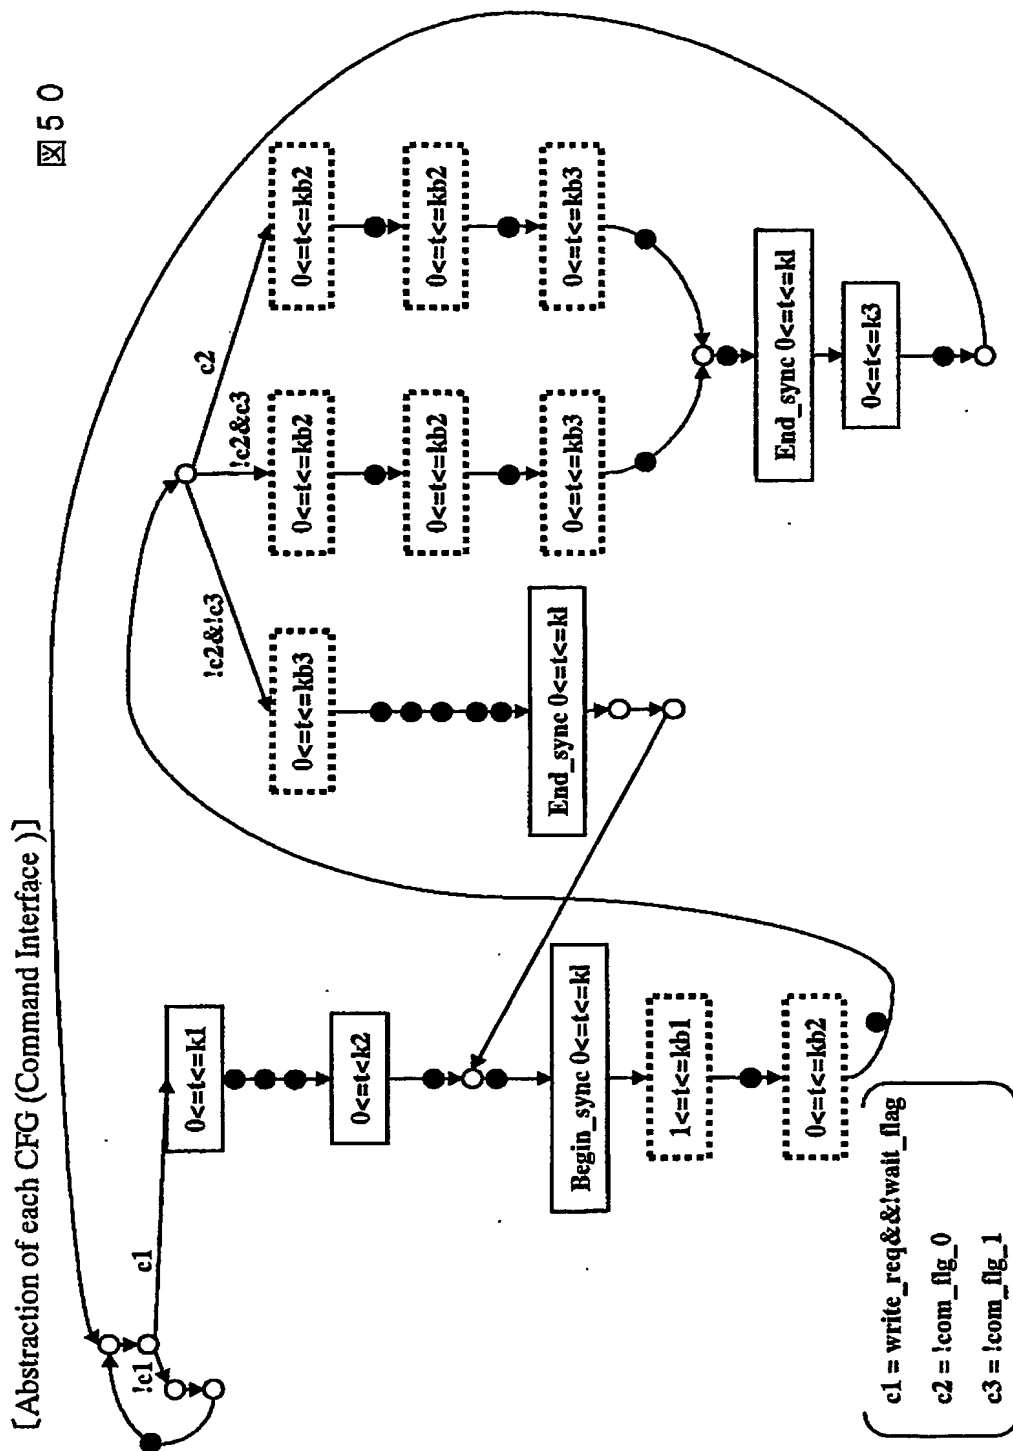 図５０
[Abstraction of each CFG (Command Interface )]
!c1
c1
0<=t<=k1
0<=t<k2
Begin_sync 0<=t<=kl
1<=t<=kb1
0<=t<=kb2
!c2&!c3
!c2&c3
c2
0<=t<=kb3
End_sync 0<=t<=kl
0<=t<=kb2
0<=t<=kb2
0<=t<=kb3
0<=t<=kb2
0<=t<=kb2
0<=t<=kb3
End_sync 0<=t<=kl
0<=t<=k3
c1 = write_req&&!wait_flag
c2 = !com_flg_0
c3 = !com_flg_1